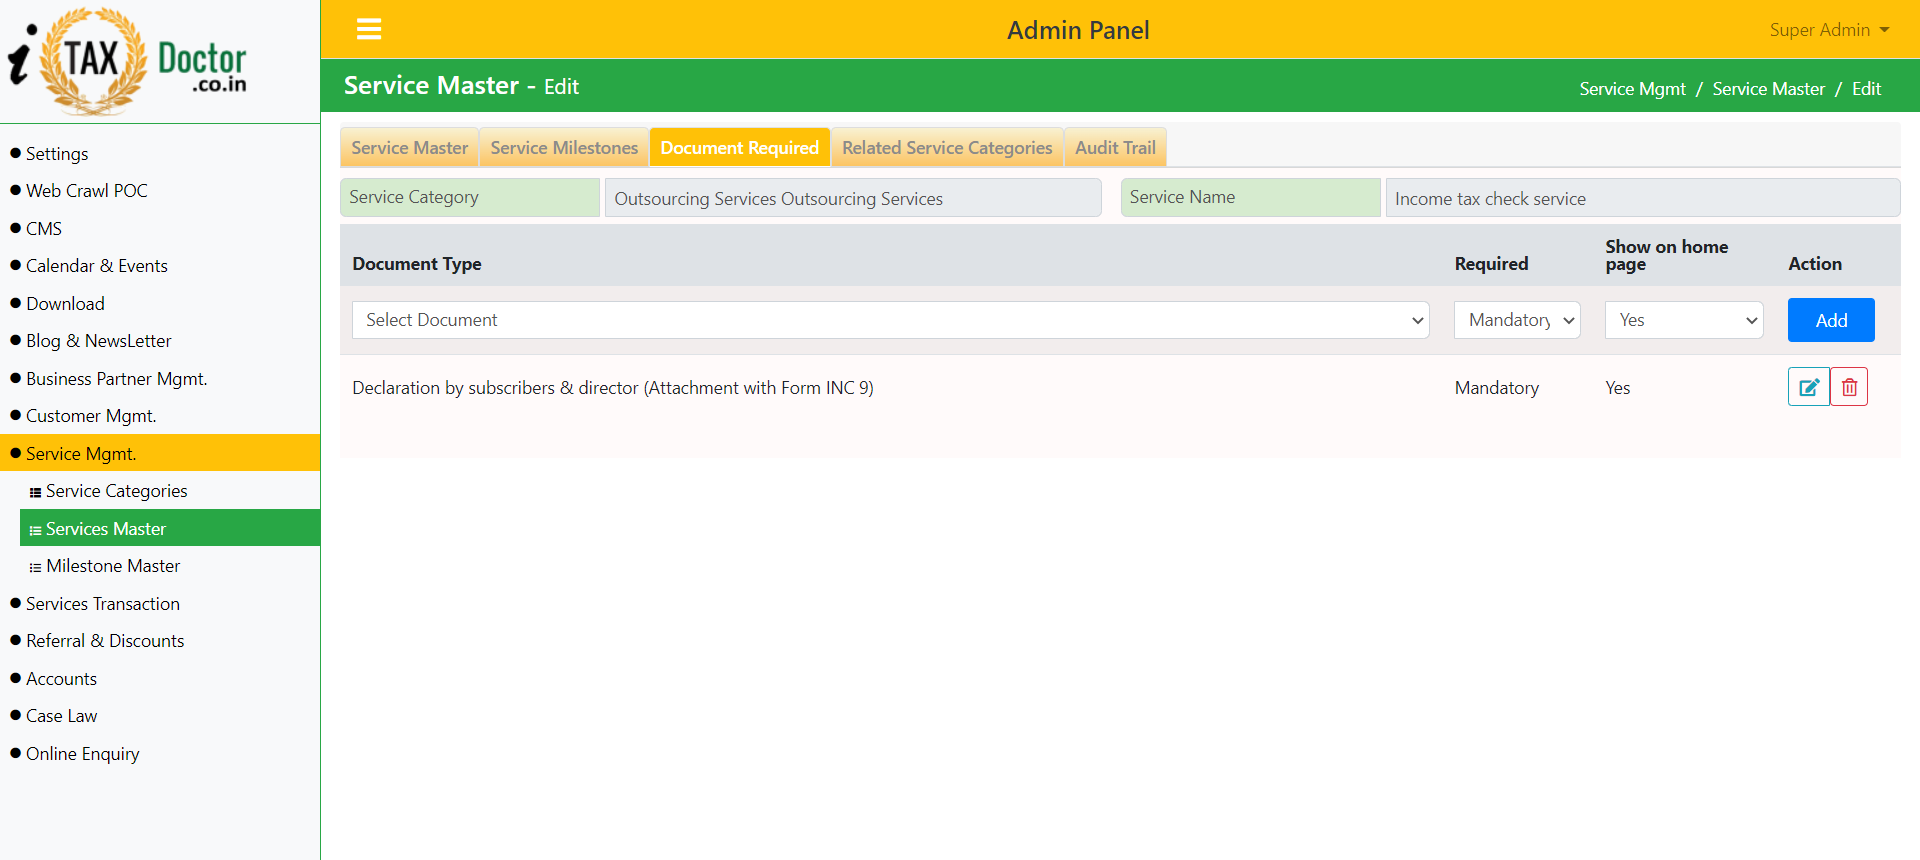 i TAX Doctor
.co.in
Admin Panel
Super Admin
Service Master - Edit
Service Mgmt / Service Master / Edit
Settings
Web Crawl POC
CMS
Calendar & Events
Download
Blog & NewsLetter
Business Partner Mgmt.
Customer Mgmt.
Service Mgmt.
Service Categories
Services Master
Milestone Master
Services Transaction
Referral & Discounts
Accounts
Case Law
Online Enquiry
Service Master Service Milestones Document Required Related Service Categories Audit Trail
Service Category Outsourcing Services Outsourcing Services Service Name Income tax check service
Document Type Required Show on home page Action
Select Document Mandatory Yes Add
Declaration by subscribers & director (Attachment with Form INC 9) Mandatory Yes